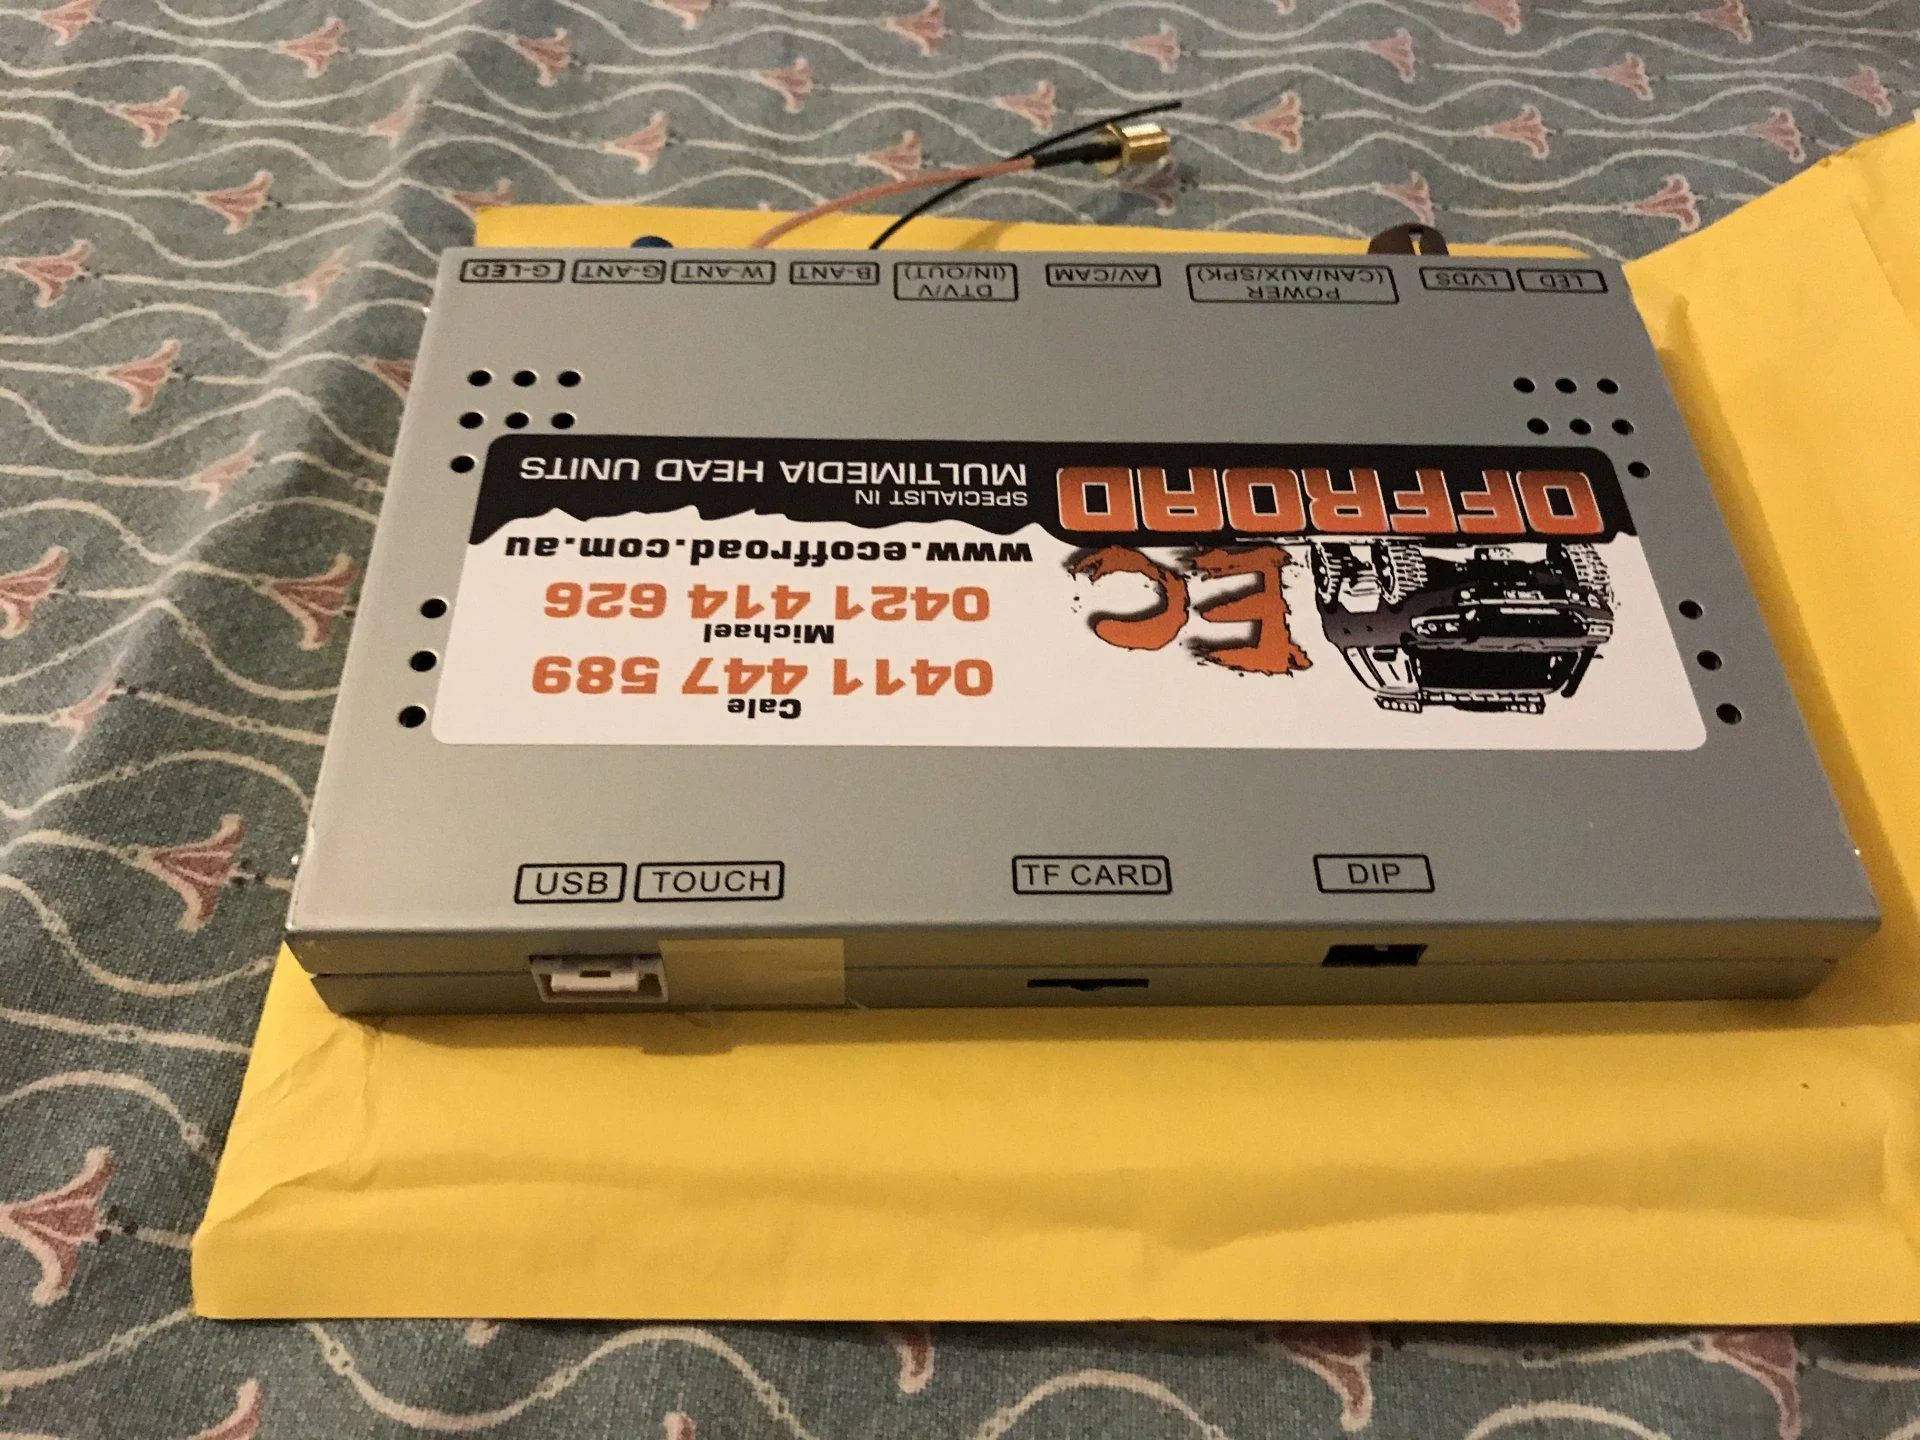 G-LED
G-ANT
W-ANT
B-ANT
DTV/V
(IN/OUT)
AV/CAM
POWER
(CAN/AUX/SPK)
LVDS
LED
Cale
0411 447 589
Michael
0421 414 626
www.ecoffroad.com.au
SPECIALIST IN
MULTIMEDIA HEAD UNITS
EC
OFFROAD
USB
TOUCH
TF CARD
DIP